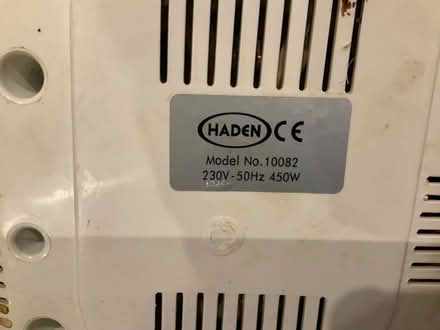 HADEN CE
Model No.10082
230V-50Hz 450W